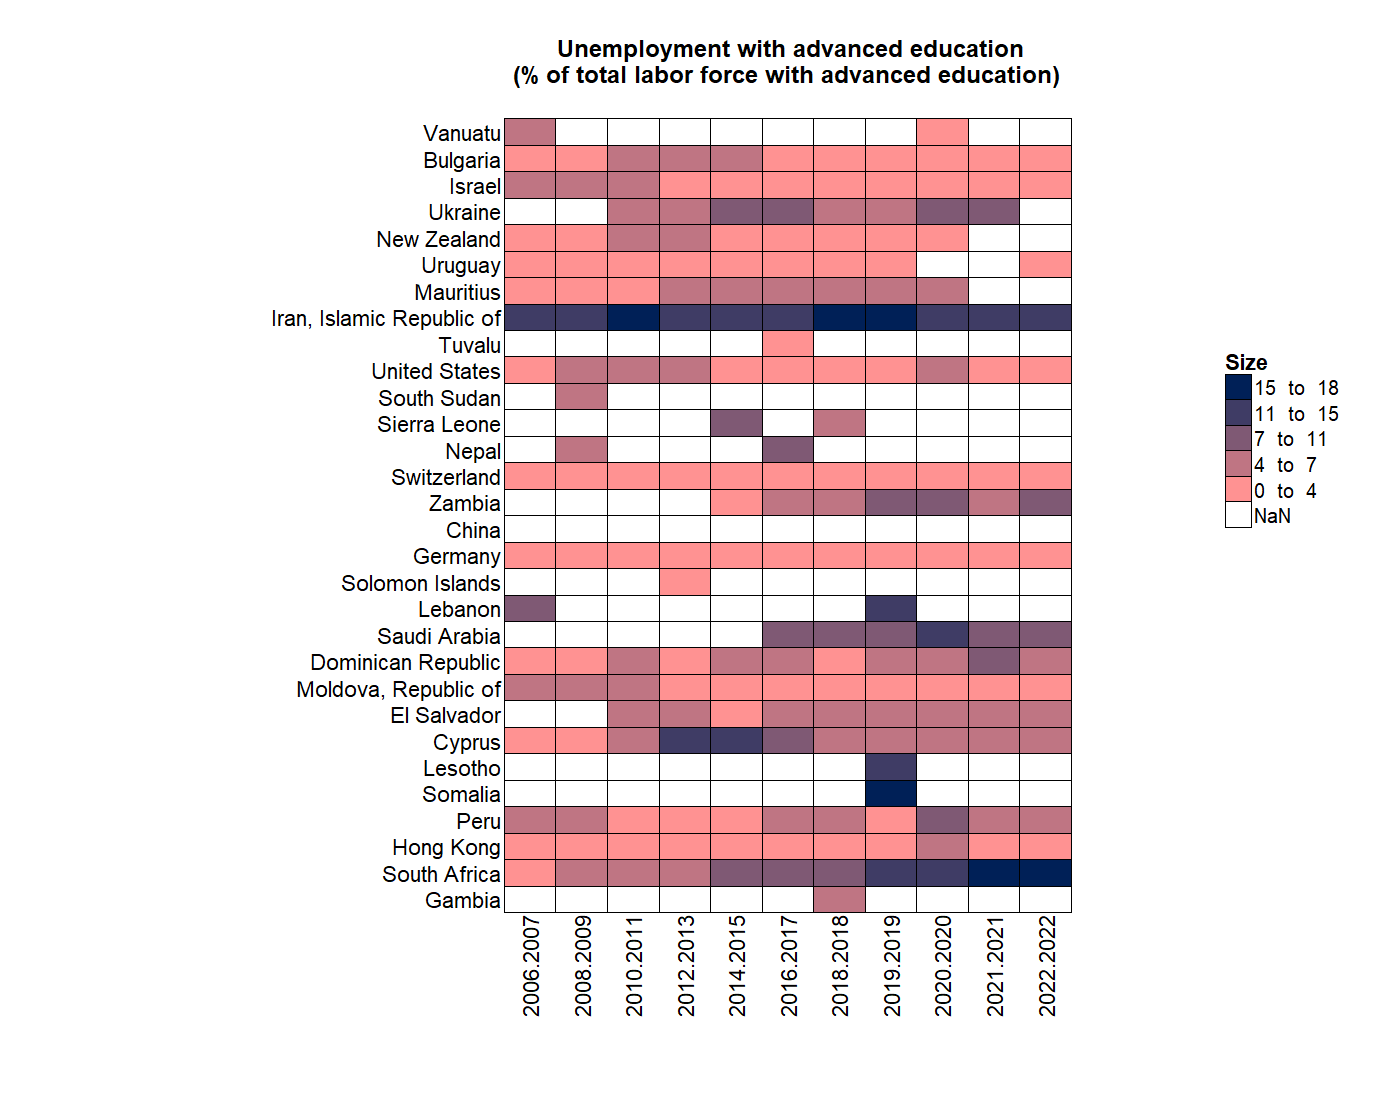 Unemployment with advanced education
(% of total labor force with advanced education)
Vanuatu
Bulgaria
Israel
Ukraine
New Zealand
Uruguay
Mauritius
Iran, Islamic Republic of
Tuvalu
United States
South Sudan
Sierra Leone
Nepal
Switzerland
Zambia
China
Germany
Solomon Islands
Lebanon
Saudi Arabia
Dominican Republic
Moldova, Republic of
El Salvador
Cyprus
Lesotho
Somalia
Peru
Hong Kong
South Africa
Gambia
2006.2007
2008.2009
2010.2011
2012.2013
2014.2015
2016.2017
2018.2018
2019.2019
2020.2020
2021.2021
2022.2022
Size
15 to 18
11 to 15
7 to 11
4 to 7
0 to 4
NaN